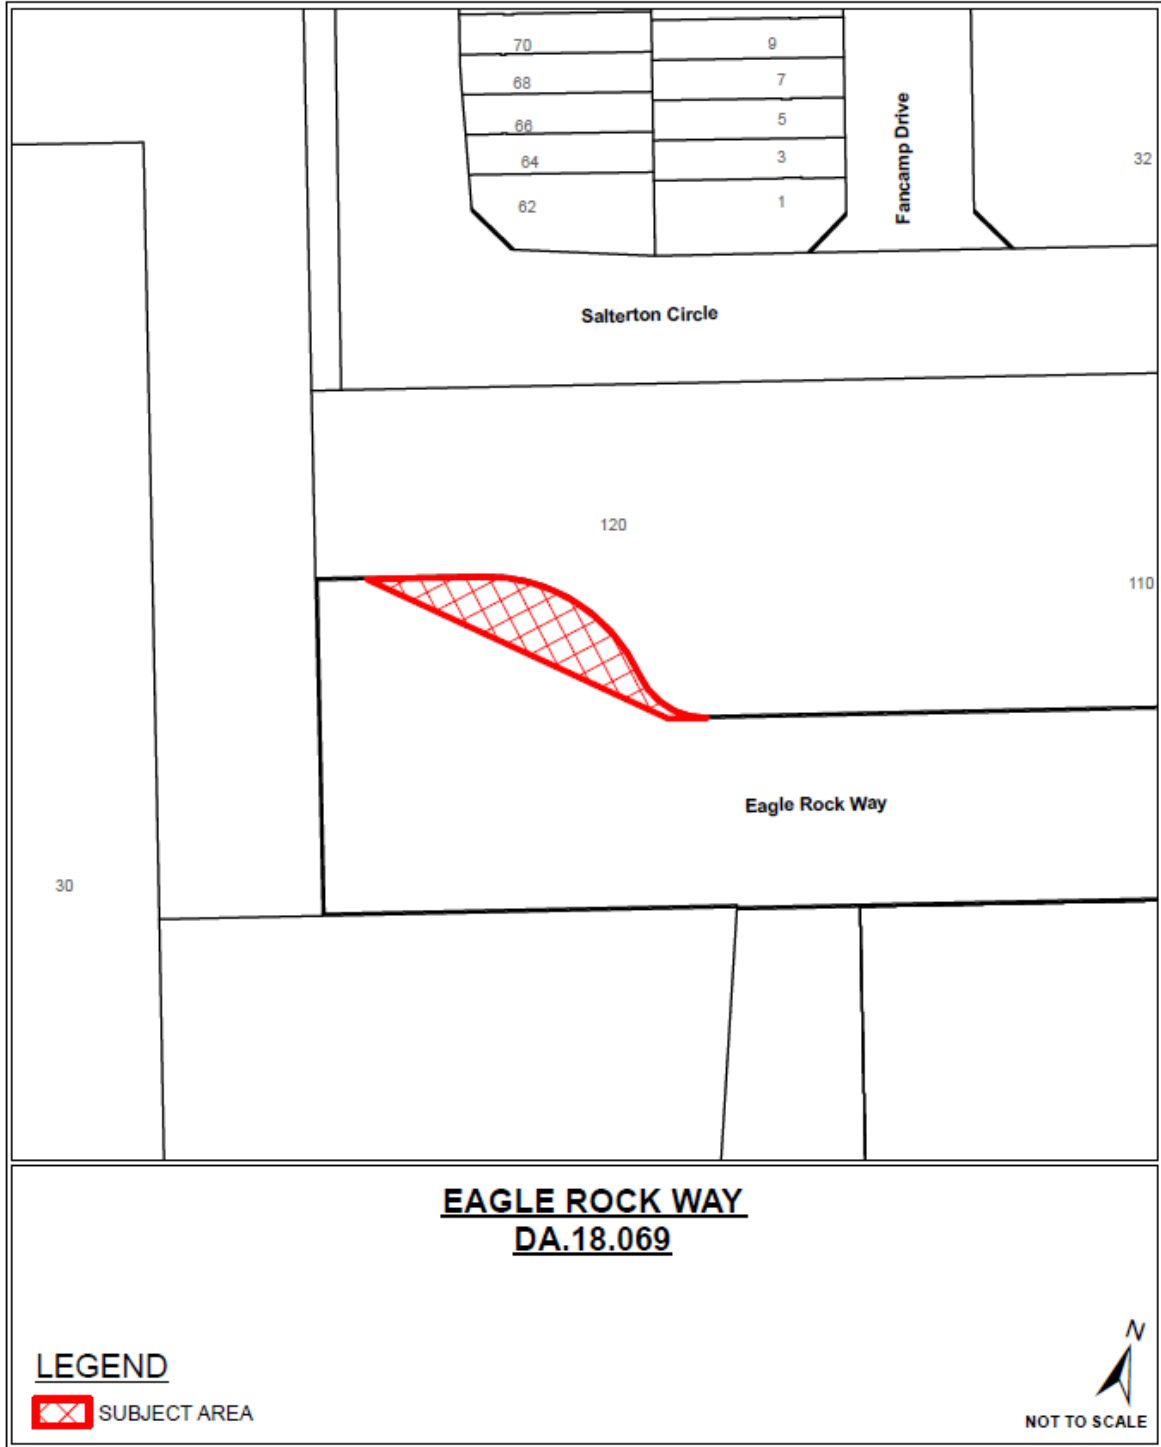 70
9
68
7
66
5
64
3
62
1
Fancamp Drive
32
Salterton Circle
120
110
Eagle Rock Way
30
EAGLE ROCK WAY
DA.18.069
LEGEND
SUBJECT AREA
N
NOT TO SCALE